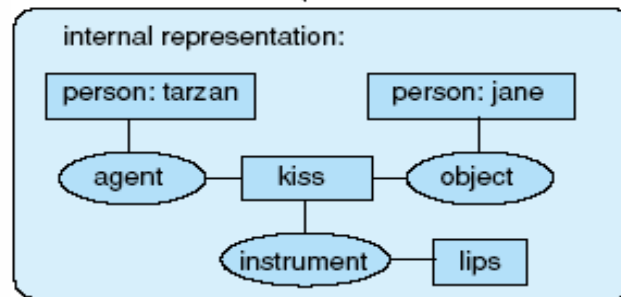 internal representation:
person: tarzan
person: jane
agent
kiss
object
instrument
lips